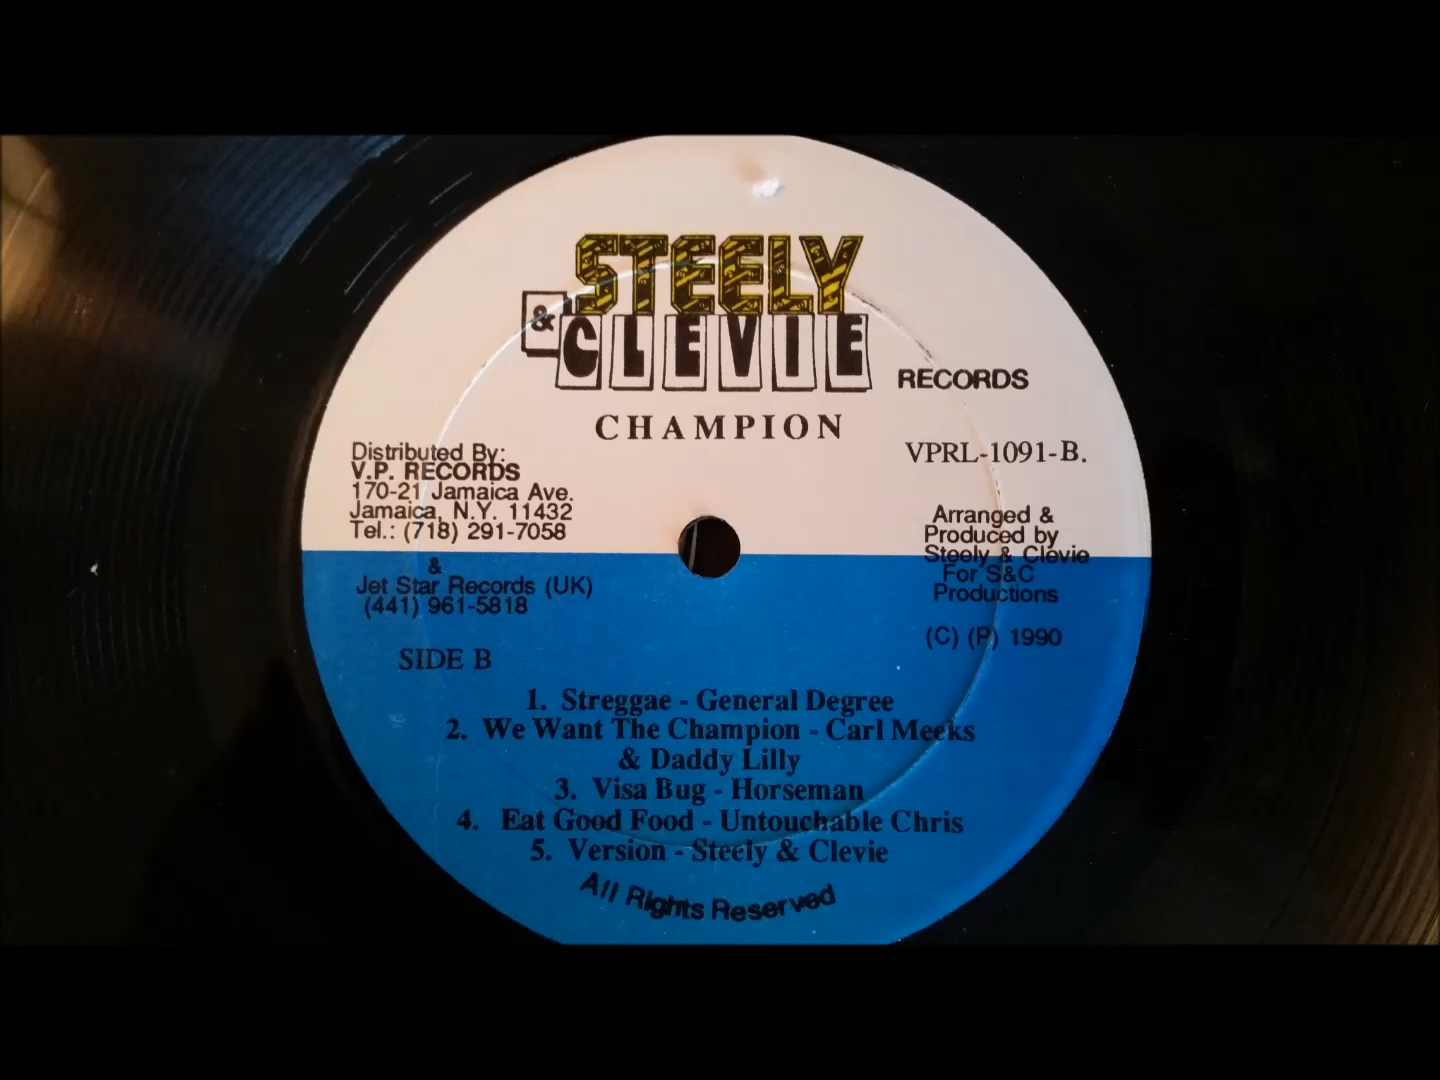 STEELY
& CLEVIE
RECORDS
CHAMPION
Distributed By:
V.P. RECORDS
170-21 Jamaica Ave.
Jamaica, N.Y. 11432
Tel.: (718) 291-7058
&
Jet Star Records (UK)
(441) 961-5818
SIDE B
VPRL-1091-B.
Arranged &
Produced by
Steely & Clevie
For S&C
Productions
(C) (P) 1990
1. Streggae - General Degree
2. We Want The Champion - Carl Meeks
& Daddy Lilly
3. Visa Bug - Horseman
4. Eat Good Food - Untouchable Chris
5. Version - Steely & Clevie
All Rights Reserved